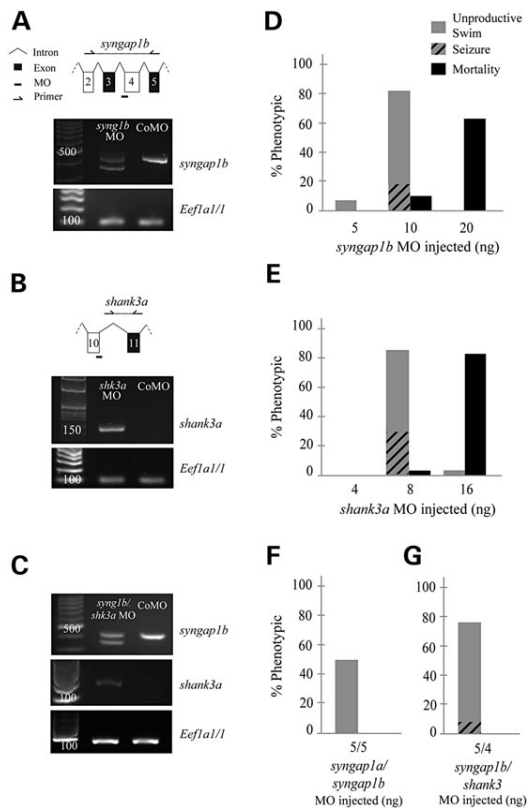 A
syngap1b
Intron
Exon
MO
Primer
2 3 4 5
syng1b MO
CoMO
500
syngap1b
100
Eef1a1/1
B
shank3a
10 11
shk3a MO
CoMO
150
shank3a
100
Eef1a1/1
C
syng1b/ shk3a MO
CoMO
500
syngap1b
100
shank3a
100
Eef1a1/1
D
Unproductive Swim
Seizure
Mortality
% Phenotypic
100
80
60
40
20
0
5 10 20
syngap1b MO injected (ng)
E
% Phenotypic
100
80
60
40
20
0
4 8 16
shank3a MO injected (ng)
F
% Phenotypic
100
80
60
40
20
0
5/5
syngap1a/
syngap1b
MO injected (ng)
G
100
80
60
40
20
0
5/4
syngap1b/
shank3
MO injected (ng)